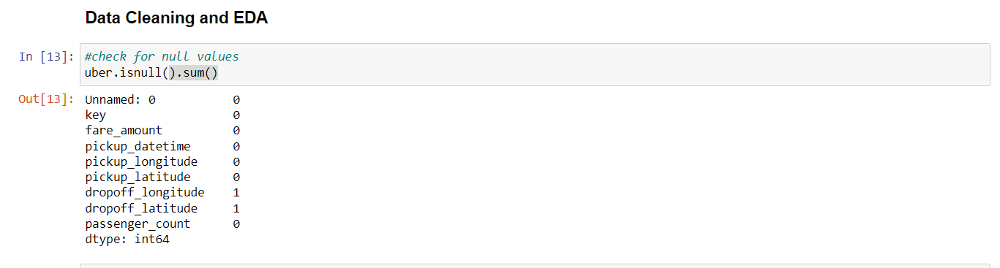 Data Cleaning and EDA
In [13]: #check for null values
uber.isnull().sum()
Out[13]: Unnamed: 0 0
key 0
fare_amount 0
pickup_datetime 0
pickup_longitude 0
pickup_latitude 0
dropoff_longitude 1
dropoff_latitude 1
passenger_count 0
dtype: int64